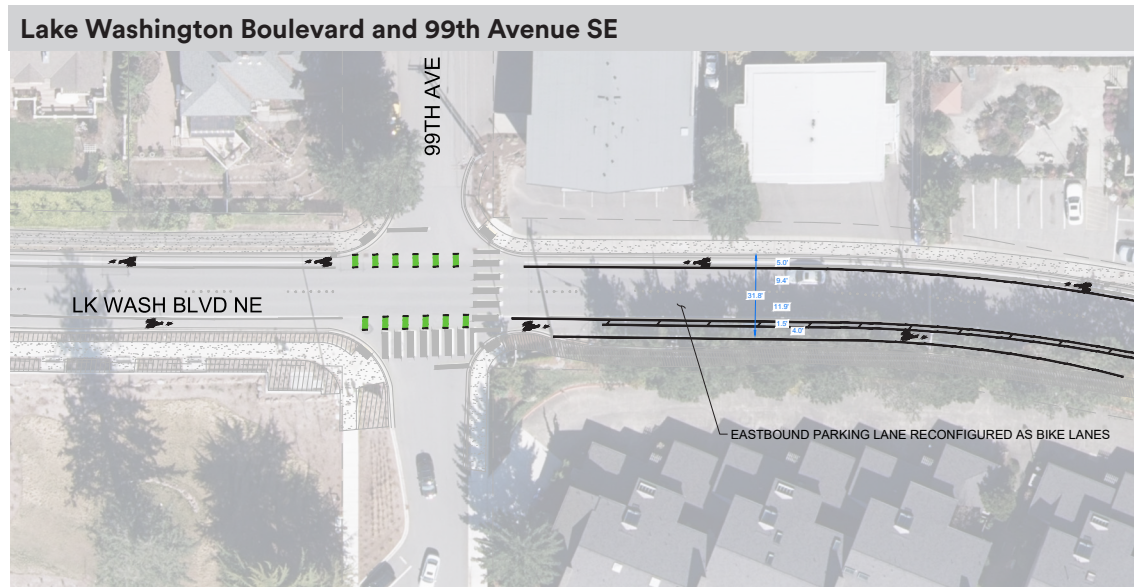 Lake Washington Boulevard and 99th Avenue SE
99TH AVE
LK WASH BLVD NE
5.0'
9.4'
31.8'
11.9'
1.5'
4.0'
EASTBOUND PARKING LANE RECONFIGURED AS BIKE LANES